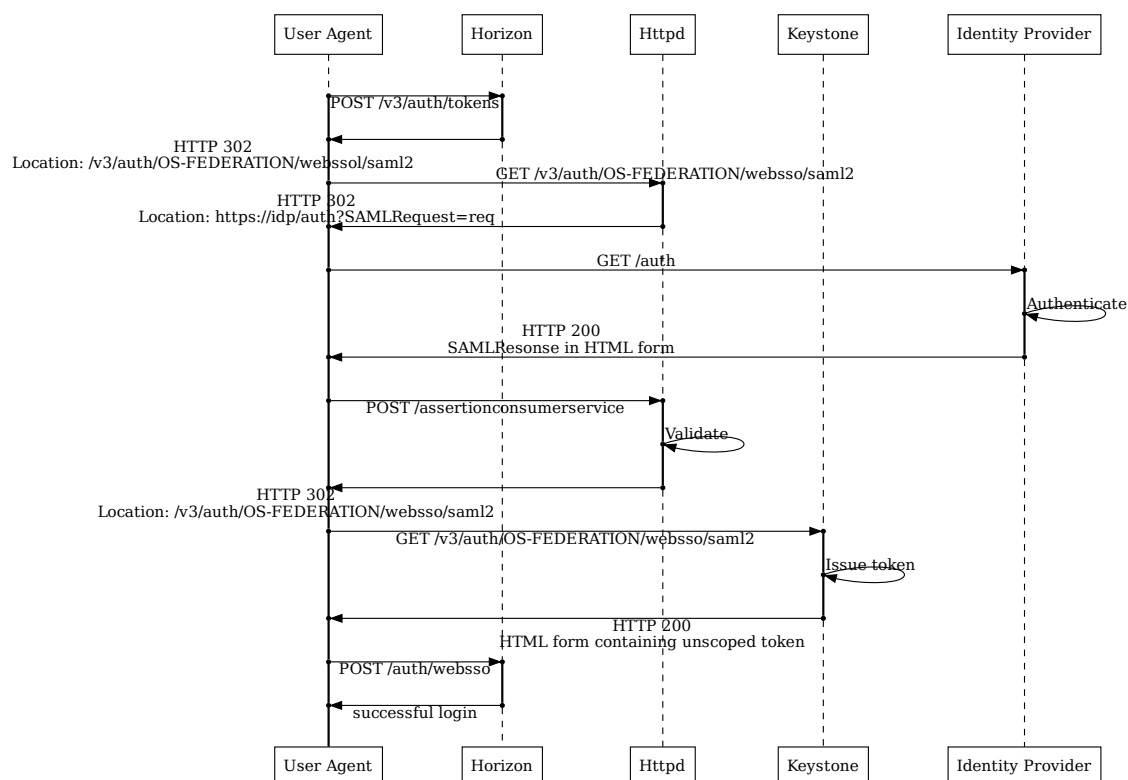 User Agent
Horizon
Httpd
Keystone
Identity Provider
POST /v3/auth/tokens
HTTP 302
Location: /v3/auth/OS-FEDERATION/webssol/saml2
GET /v3/auth/OS-FEDERATION/websso/saml2
HTTP 302
Location: https://idp/auth?SAMLRequest=req
GET /auth
Authenticate
HTTP 200
SAMLResonse in HTML form
POST /assertionconsumerservice
Validate
HTTP 302
Location: /v3/auth/OS-FEDERATION/websso/saml2
GET /v3/auth/OS-FEDERATION/websso/saml2
Issue token
HTTP 200
HTML form containing unscoped token
POST /auth/websso
successful login
User Agent
Horizon
Httpd
Keystone
Identity Provider